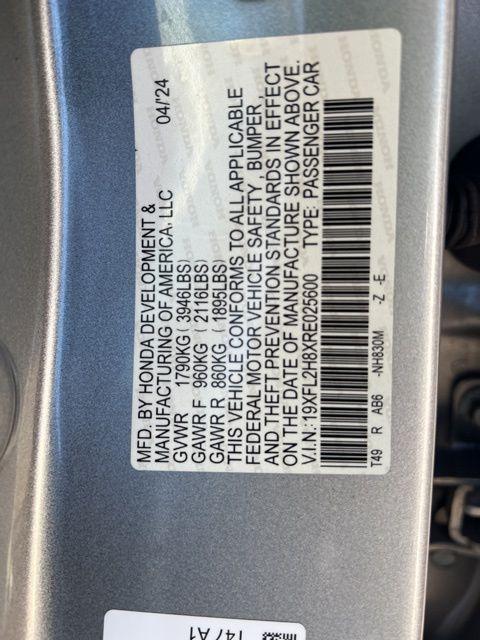 MFD. BY HONDA DEVELOPMENT &
MANUFACTURING OF AMERICA, LLC 04/'24
GVWR 1790KG ( 3946LBS)
GAWR F 960KG ( 2116LBS)
GAWR R 860KG ( 1895LBS)
THIS VEHICLE CONFORMS TO ALL APPLICABLE
FEDERAL MOTOR VEHICLE SAFETY , BUMPER ,
AND THEFT PREVENTION STANDARDS IN EFFECT
ON THE DATE OF MANUFACTURE SHOWN ABOVE.
V.I.N: 19XFL2H8XRE025600 TYPE: PASSENGER CAR
T49 R AB6 -NH830M -Z -E
147A1